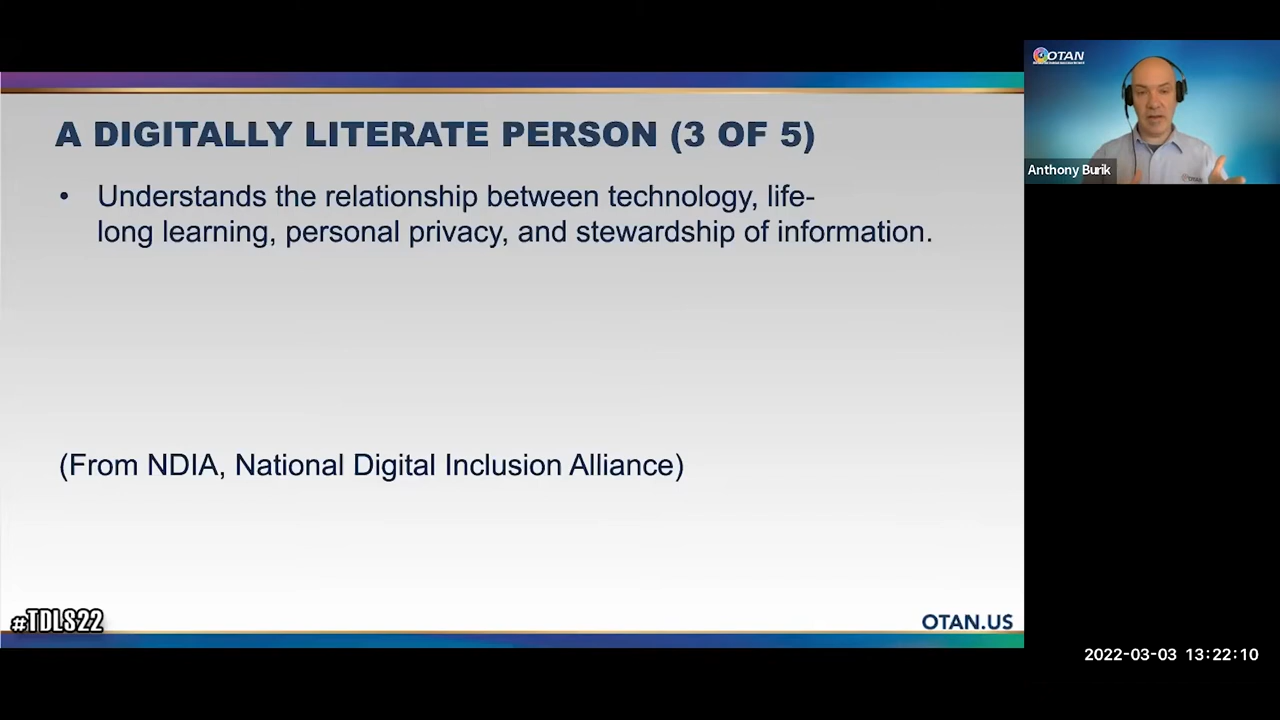 A DIGITALLY LITERATE PERSON (3 OF 5)
• Understands the relationship between technology, life-
long learning, personal privacy, and stewardship of information.
(From NDIA, National Digital Inclusion Alliance)
#TDLS22
OTAN.US
OTAN
Anthony Burik
OTAN
2022-03-03 13:22:10